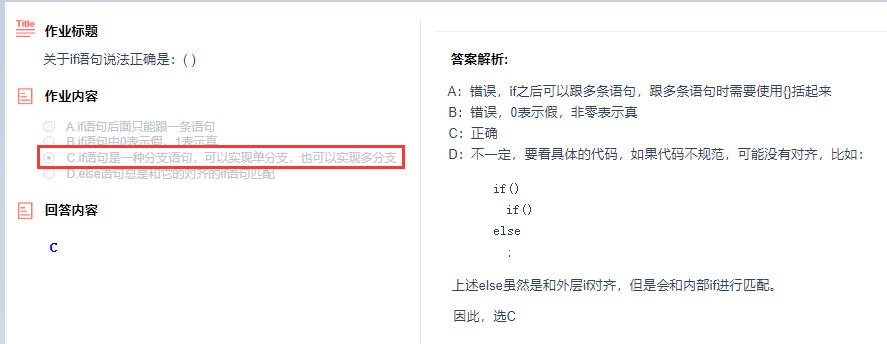 Title
作业标题
关于if语句说法正确是：( )
作业内容
A.if语句后面只能跟一条语句
B.if语句中0表示假，1表示真
C.if语句是一种分支语句，可以实现单分支，也可以实现多分支
D.else语句总是和它的对齐的if语句匹配
回答内容
C
答案解析:
A：错误，if之后可以跟多条语句，跟多条语句时需要使用{}括起来
B：错误，0表示假，非零表示真
C：正确
D：不一定，要看具体的代码，如果代码不规范，可能没有对齐，比如：
if()
if()
else
;
上述else虽然是和外层if对齐，但是会和内部if进行匹配。
因此，选C